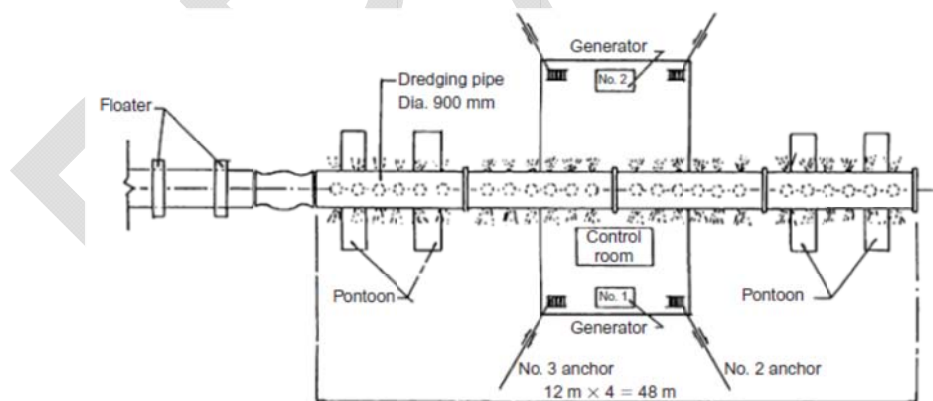 Generator
No. 2
Dredging pipe
Dia. 900 mm
Floater
Control
room
Pontoon
Pontoon
No. 1
Generator
No. 3 anchor
No. 2 anchor
12 m × 4 = 48 m